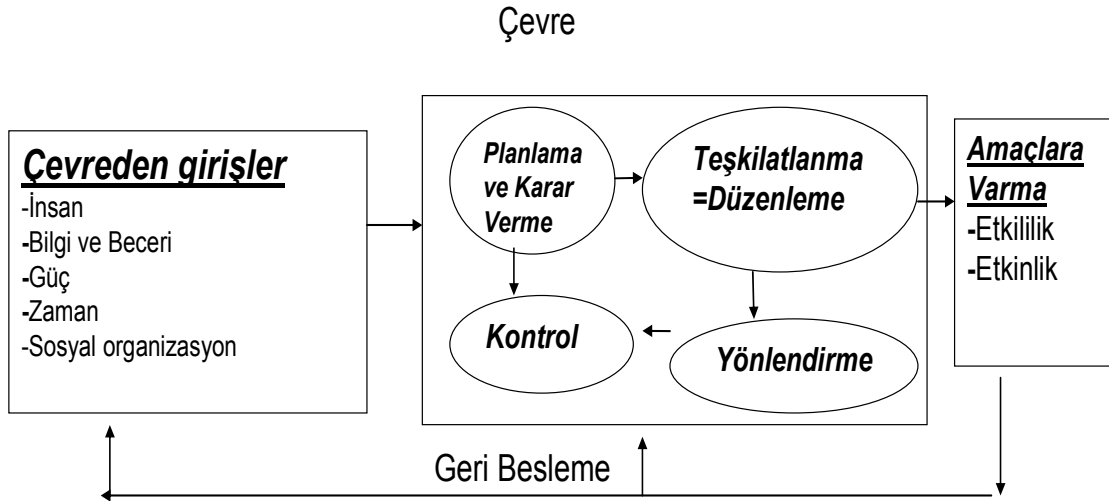 Çevre
Çevreden girişler
-İnsan
-Bilgi ve Beceri
-Güç
-Zaman
-Sosyal organizasyon
Planlama
ve Karar
Verme
Teşkilatlanma
=Düzenleme
Kontrol
Yönlendirme
Amaçlara
Varma
-Etkililik
-Etkinlik
Geri Besleme